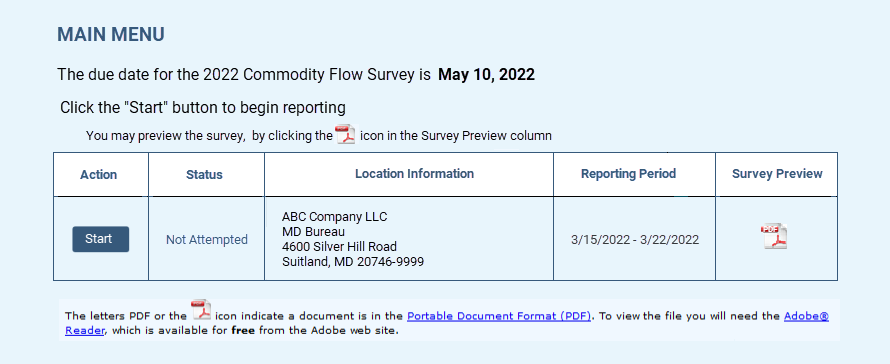 MAIN MENU
The due date for the 2022 Commodity Flow Survey is May 10, 2022
Click the "Start" button to begin reporting
You may preview the survey, by clicking the PDF icon in the Survey Preview column
Action Status Location Information Reporting Period Survey Preview
Start Not Attempted
ABC Company LLC
MD Bureau
4600 Silver Hill Road
Suitland, MD 20746-9999
3/15/2022 - 3/22/2022
PDF
The letters PDF or the PDF icon indicate a document is in the Portable Document Format (PDF). To view the file you will need the Adobe®
Reader, which is available for free from the Adobe web site.